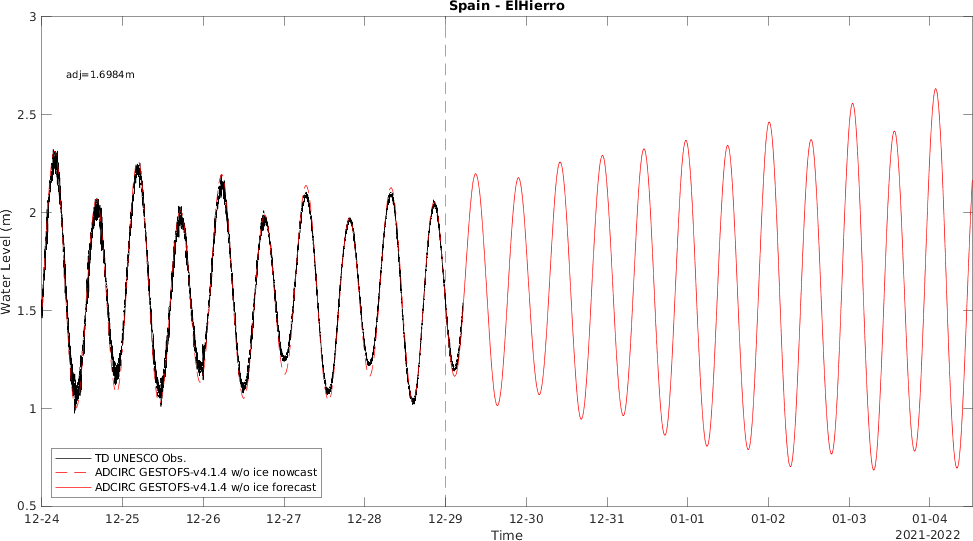 Spain - ElHierro
3
2.5
2
1.5
1
0.5
Water Level (m)
adj=1.6984m
TD UNESCO Obs.
ADCIRC GESTOFS-v4.1.4 w/o ice nowcast
ADCIRC GESTOFS-v4.1.4 w/o ice forecast
12-24 12-25 12-26 12-27 12-28 12-29 12-30 12-31 01-01 01-02 01-03 01-04
Time
2021-2022